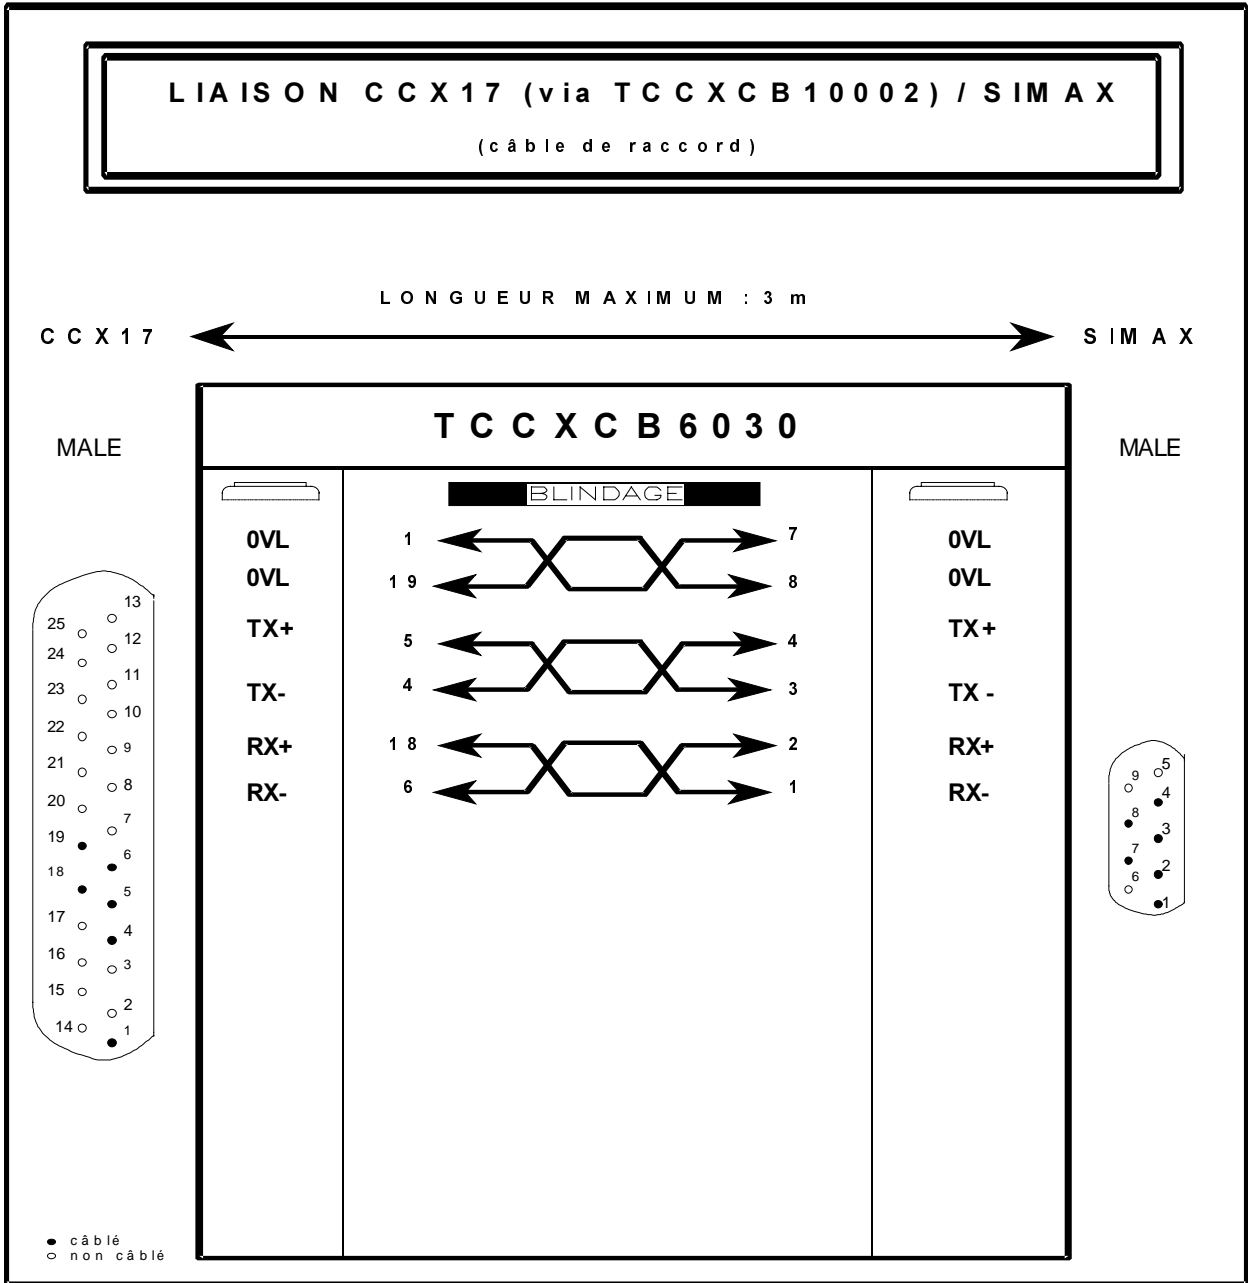 LIAISON CCX17 (via TCCXCB10002) / SIMAX
(câble de raccord)
LONGUEUR MAXIMUM : 3 m
CCX17 SIMAX
TCCXCB6030
MALE MALE
BLINDAGE
0VL 1 7 0VL
0VL 19 8 0VL
TX+ 5 4 TX+
TX- 4 3 TX -
RX+ 18 2 RX+
RX- 6 1 RX-
13
25
12
24
11
23
10
22
9
21
8
20
7
19
6
18
5
17
4
16
3
15
2
14
1
5
9
4
8
3
7
2
6
1
câblé
non câblé